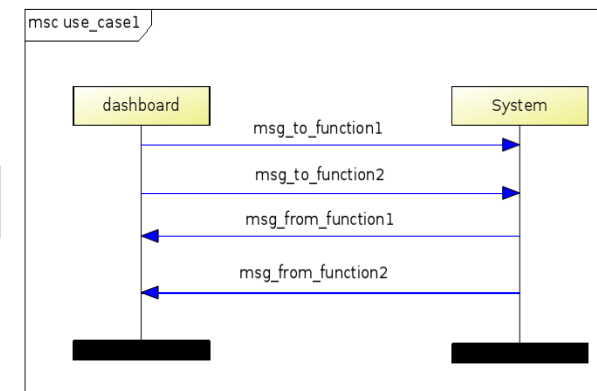 msc use_case1
dashboard
System
msg_to_function1
msg_to_function2
msg_from_function1
msg_from_function2